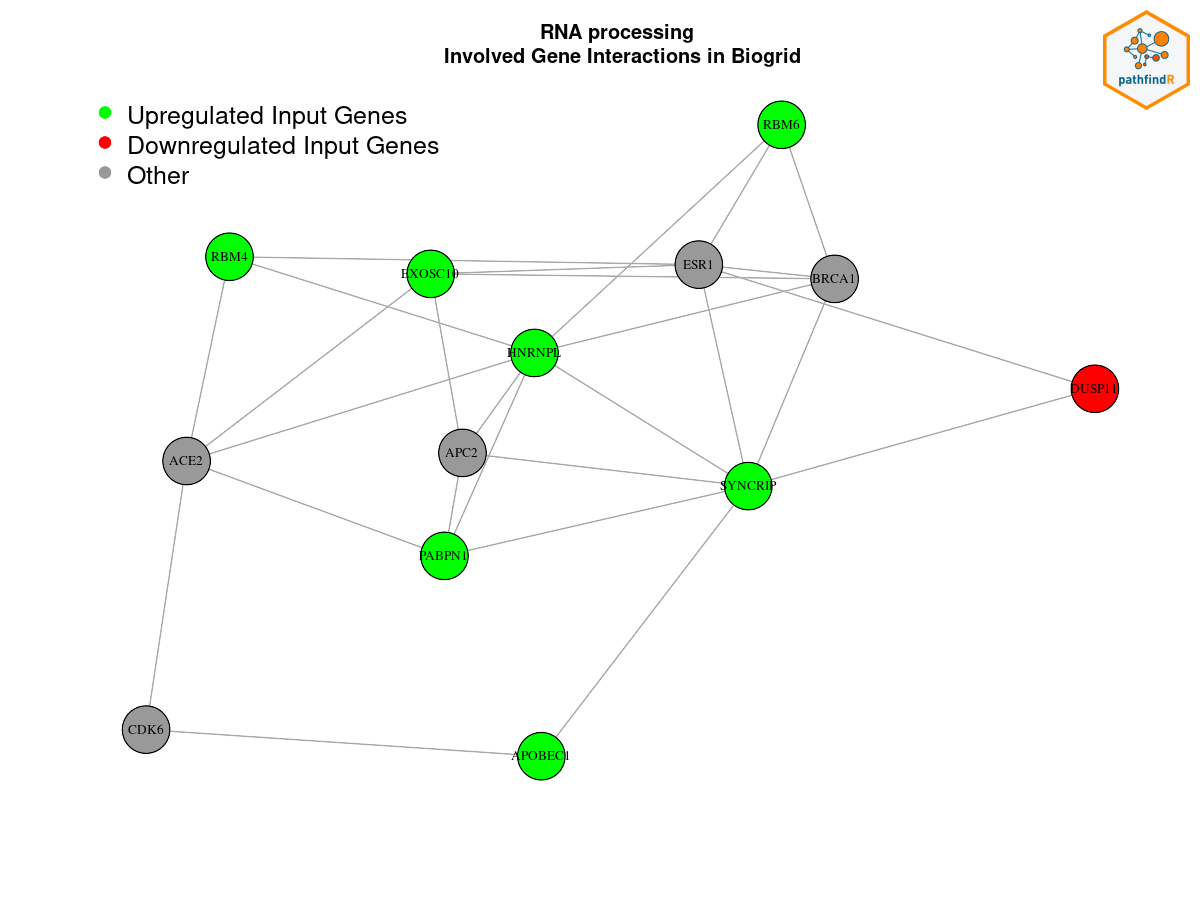 RNA processing
Involved Gene Interactions in Biogrid
pathfindR
Upregulated Input Genes
Downregulated Input Genes
Other
RBM6
RBM4
EXOSC10
ESR1
BRCA1
HNRNPL
DUSP11
ACE2
APC2
SYNCRIP
PABPN1
CDK6
APOBEC1